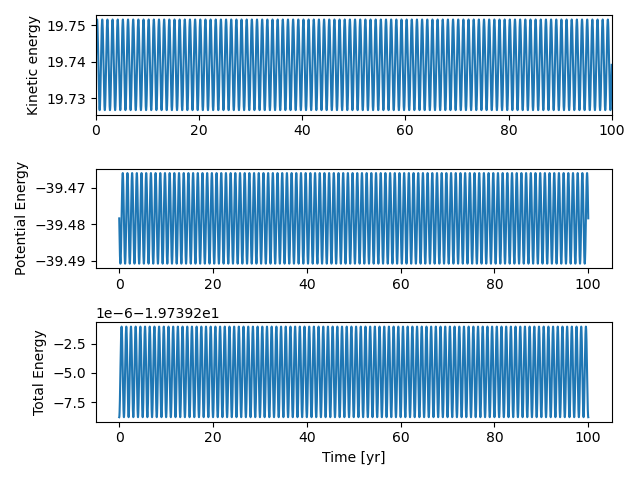 Kinetic energy
19.75
19.74
19.73
0 20 40 60 80 100
Potential Energy
−39.47
−39.48
−39.49
0 20 40 60 80 100
1e−6−1.97392e1
Total Energy
−2.5
−5.0
−7.5
0 20 40 60 80 100
Time [yr]